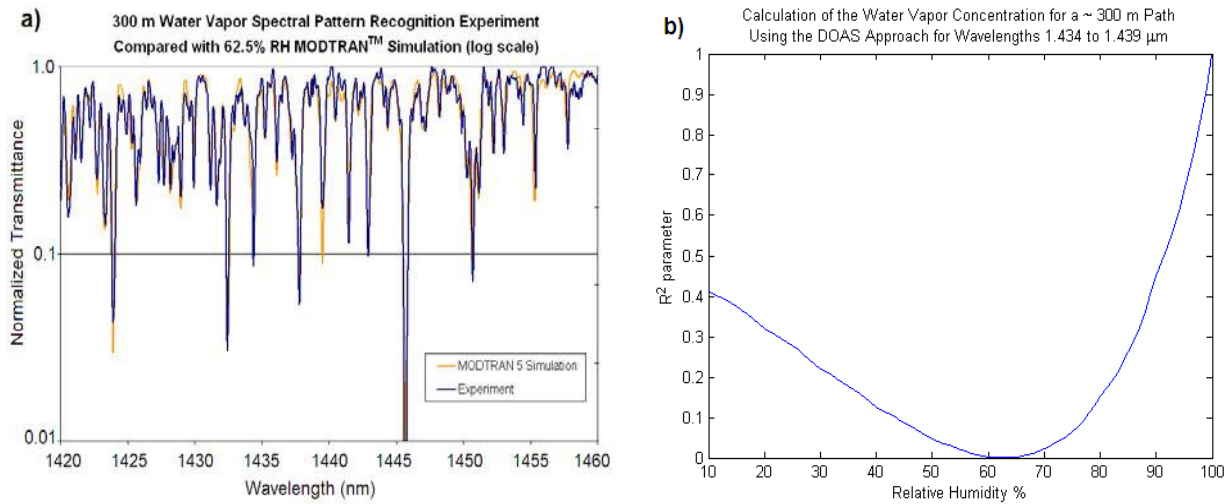 a)
300 m Water Vapor Spectral Pattern Recognition Experiment
Compared with 62.5% RH MODTRAN™ Simulation (log scale)
Normalized Transmittance
1.0
0.1
0.01
MODTRAN 5 Simulation
Experiment
1420 1425 1430 1436 1440 1445 1450 1455 1460
Wavelength (nm)
b)
Calculation of the Water Vapor Concentration for a ~ 300 m Path
Using the DOAS Approach for Wavelengths 1.434 to 1.439 µm
R² parameter
1
0.9
0.8
0.7
0.6
0.5
0.4
0.3
0.2
0.1
0
10 20 30 40 50 60 70 80 90 100
Relative Humidity %